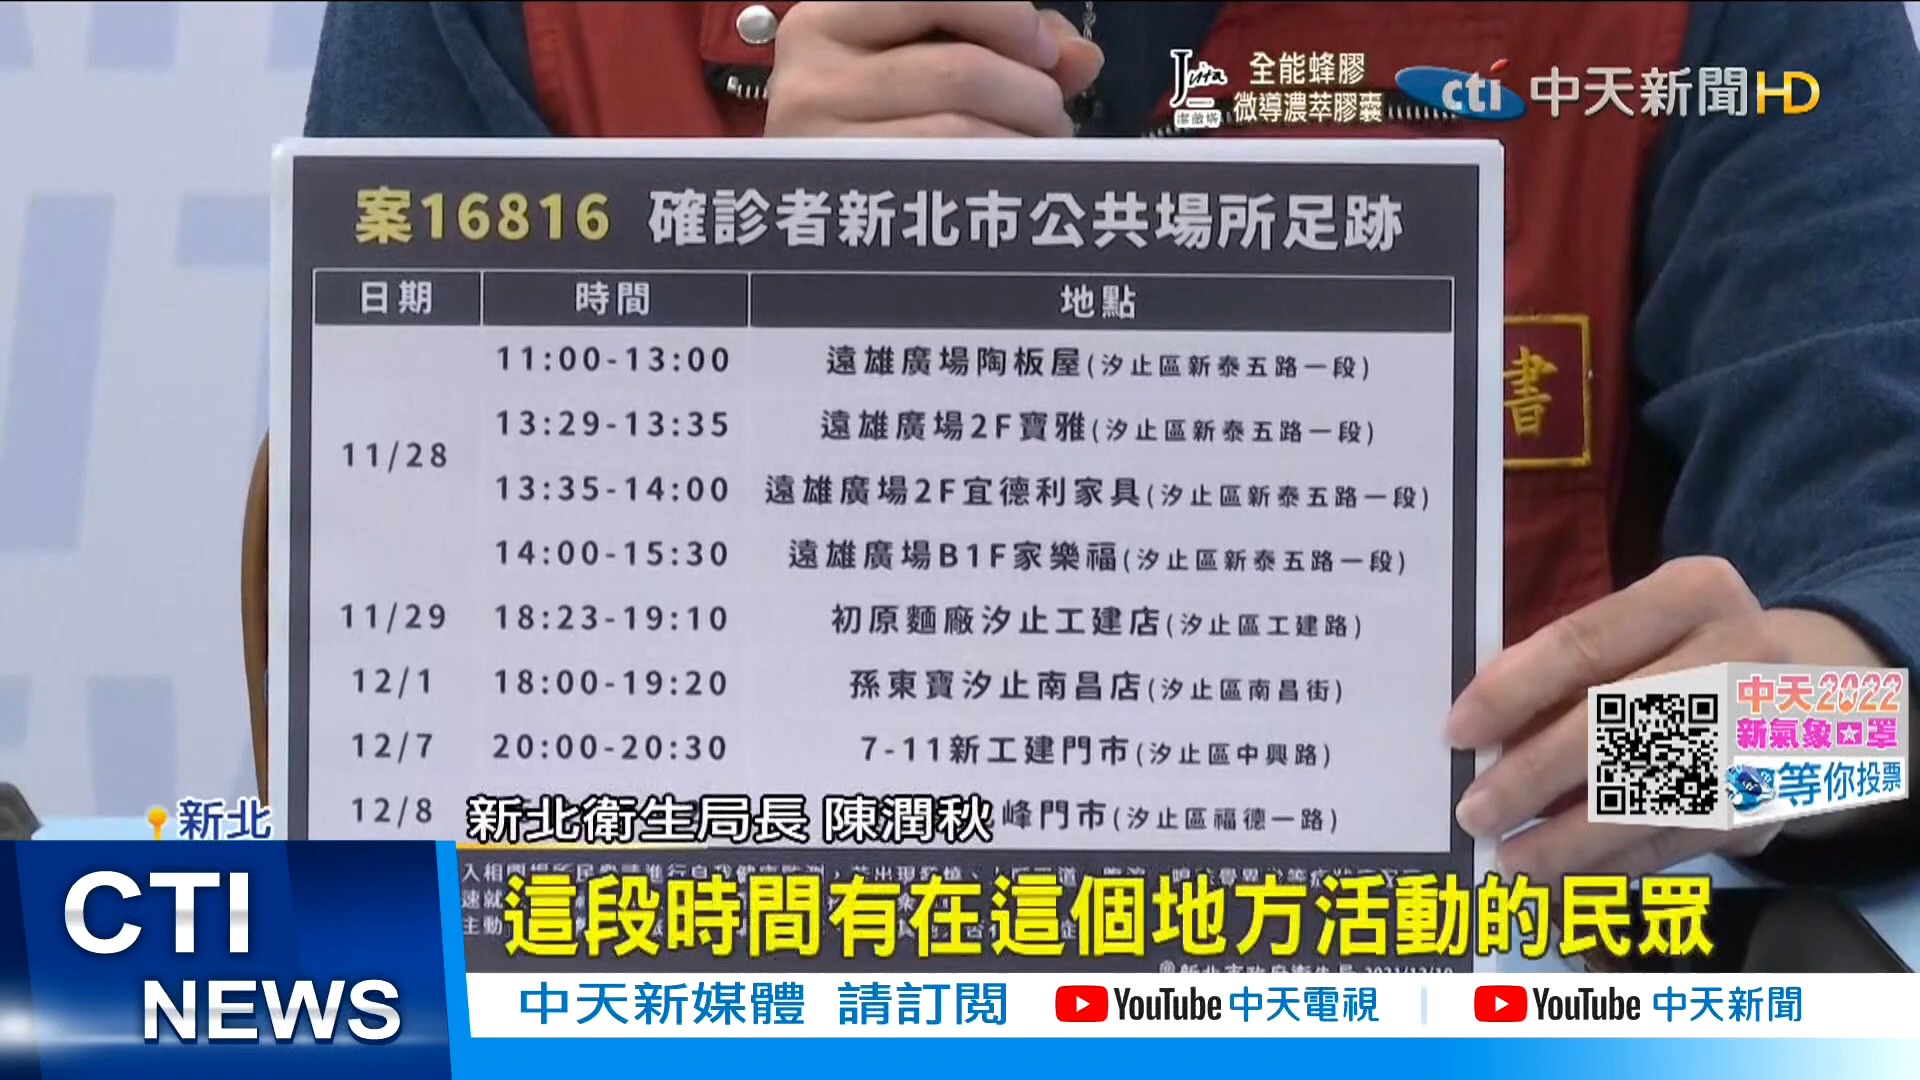 Jvita
潔馥塔
全能蜂膠
微導濃萃膠囊
cti 中天新聞HD
案16816 確診者新北市公共場所足跡
日期 時間 地點
11/28
11:00-13:00 遠雄廣場陶板屋(汐止區新泰五路一段)
13:29-13:35 遠雄廣場2F寶雅(汐止區新泰五路一段)
13:35-14:00 遠雄廣場2F宜德利家具(汐止區新泰五路一段)
14:00-15:30 遠雄廣場B1F家樂福(汐止區新泰五路一段)
11/29 18:23-19:10 初原麵廠汐止工建店(汐止區工建路)
12/1 18:00-19:20 孫東寶汐止南昌店(汐止區南昌街)
12/7 20:00-20:30 7-11新工建門市(汐止區中興路)
12/8 峰門市(汐止區福德一路)
書
中天2022
新氣象口罩
等你投票
新北
新北衛生局長 陳潤秋
這段時間有在這個地方活動的民眾
CTI
NEWS
中天新媒體 請訂閱 YouTube 中天電視 YouTube 中天新聞